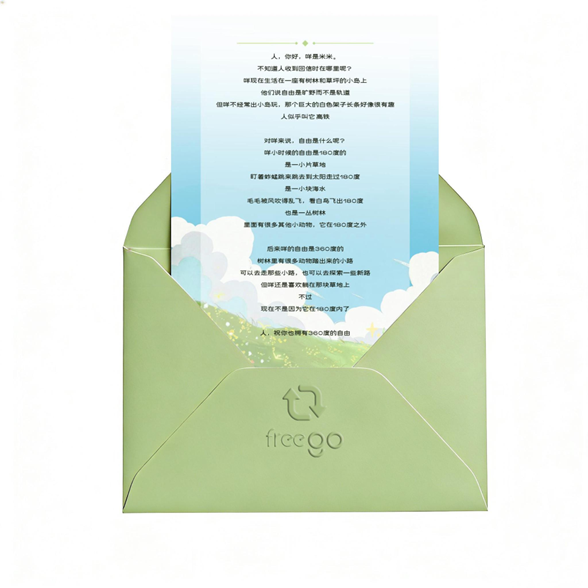 人，你好，咩是米米。
不知道人收到回信时在哪里呢？
咩现在生活在一座有树林和草坪的小岛上
他们说自由是旷野而不是轨道
但咩不经常出小岛玩，那个巨大的白色架子长条好像很有趣
人似乎叫它高铁
对咩来说，自由是什么呢？
咩小时候的自由是180度的
是一小片草地
盯着蚱蜢跳来跳去到太阳走过180度
是一小块海水
毛毛被风吹得乱飞，看白鸟飞出180度
也是一丛树林
里面有很多其他小动物，它在180度之外
后来咩的自由是360度的
树林里有很多动物踏出来的小路
可以去走那些小路，也可以去探索一些新路
但咩还是喜欢躺在那块草地上
不过
现在不是因为它在180度内了
人，祝你也拥有360度的自由
freego